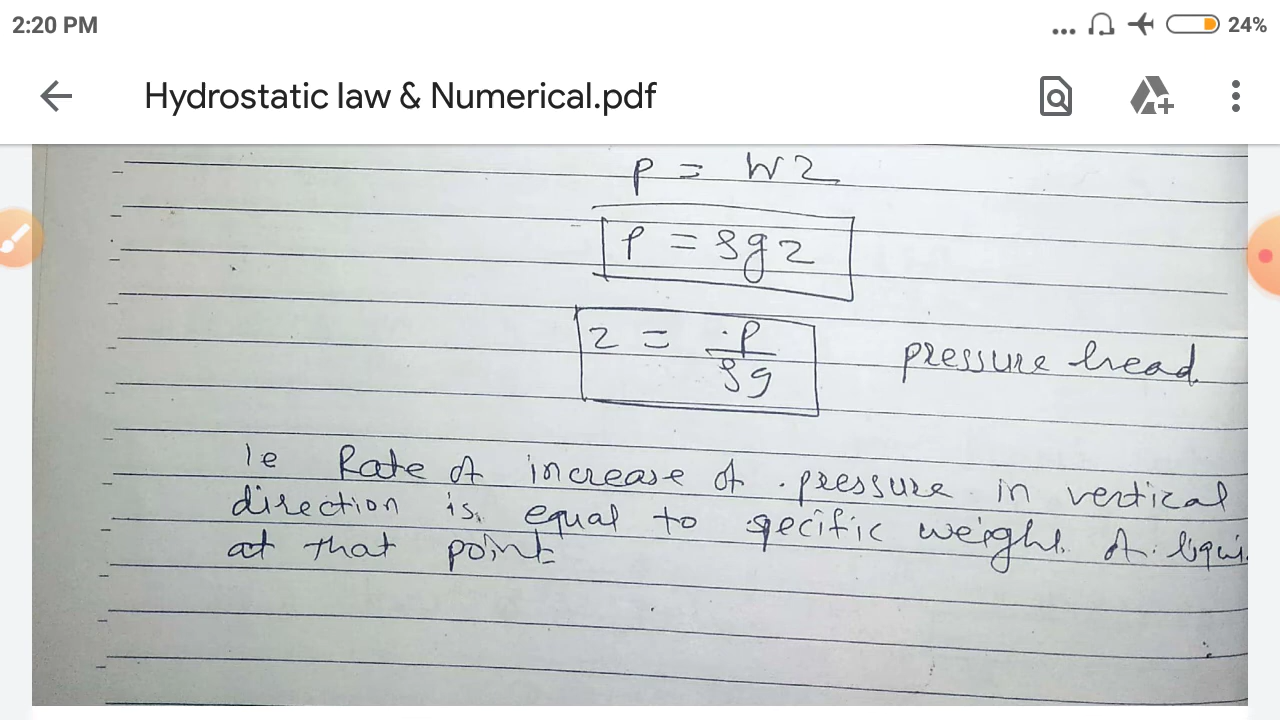 2:20 PM ... 24%
Hydrostatic law & Numerical.pdf
P = WZ
P = ρgz
z = P/ρg pressure head
ie Rate of increase of pressure in vertical
direction is equal to specific weight of liqui
at that point